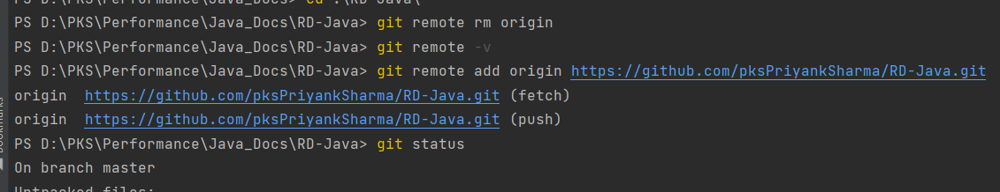 PS D:\PKS\Performance\Java_Docs> cd .\RD-Java\
PS D:\PKS\Performance\Java_Docs\RD-Java> git remote rm origin
PS D:\PKS\Performance\Java_Docs\RD-Java> git remote -v
PS D:\PKS\Performance\Java_Docs\RD-Java> git remote add origin https://github.com/pksPriyankSharma/RD-Java.git
origin  https://github.com/pksPriyankSharma/RD-Java.git (fetch)
origin  https://github.com/pksPriyankSharma/RD-Java.git (push)
PS D:\PKS\Performance\Java_Docs\RD-Java> git status
On branch master
Untracked files:
Bookmarks